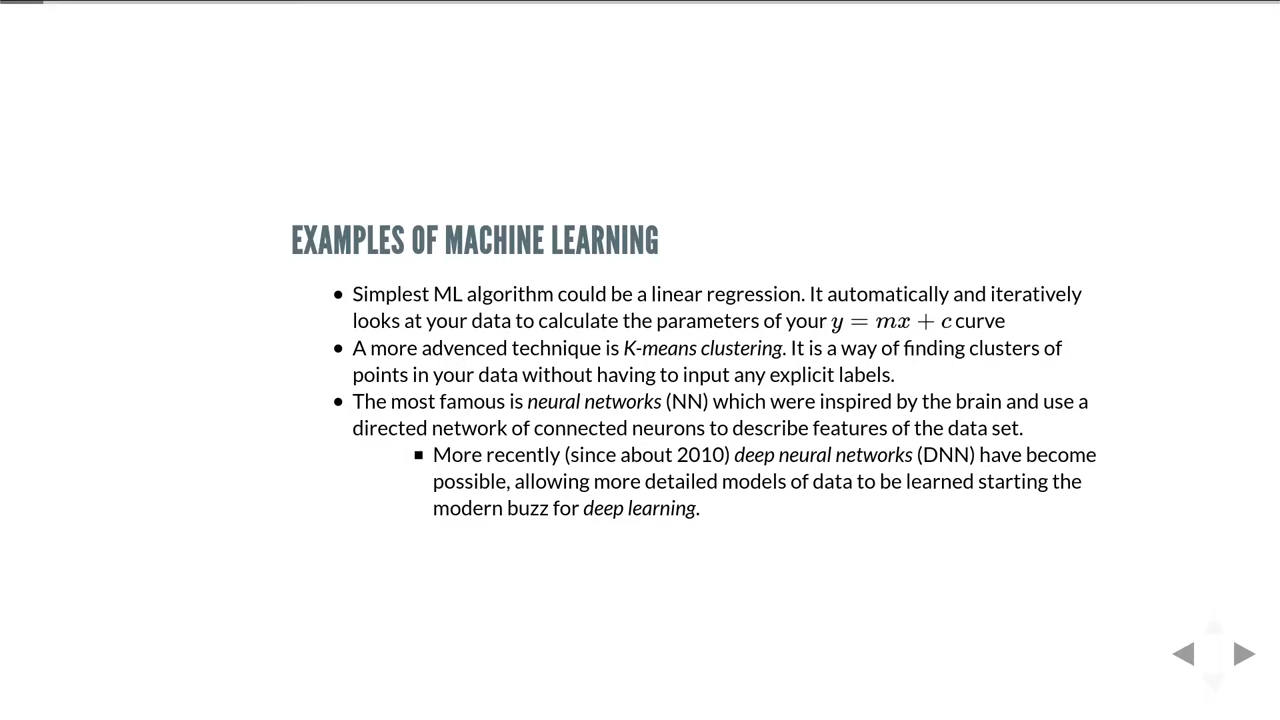 EXAMPLES OF MACHINE LEARNING
• Simplest ML algorithm could be a linear regression. It automatically and iteratively
looks at your data to calculate the parameters of your y = mx + c curve
• A more advenced technique is K-means clustering. It is a way of finding clusters of
points in your data without having to input any explicit labels.
• The most famous is neural networks (NN) which were inspired by the brain and use a
directed network of connected neurons to describe features of the data set.
▪ More recently (since about 2010) deep neural networks (DNN) have become
possible, allowing more detailed models of data to be learned starting the
modern buzz for deep learning.